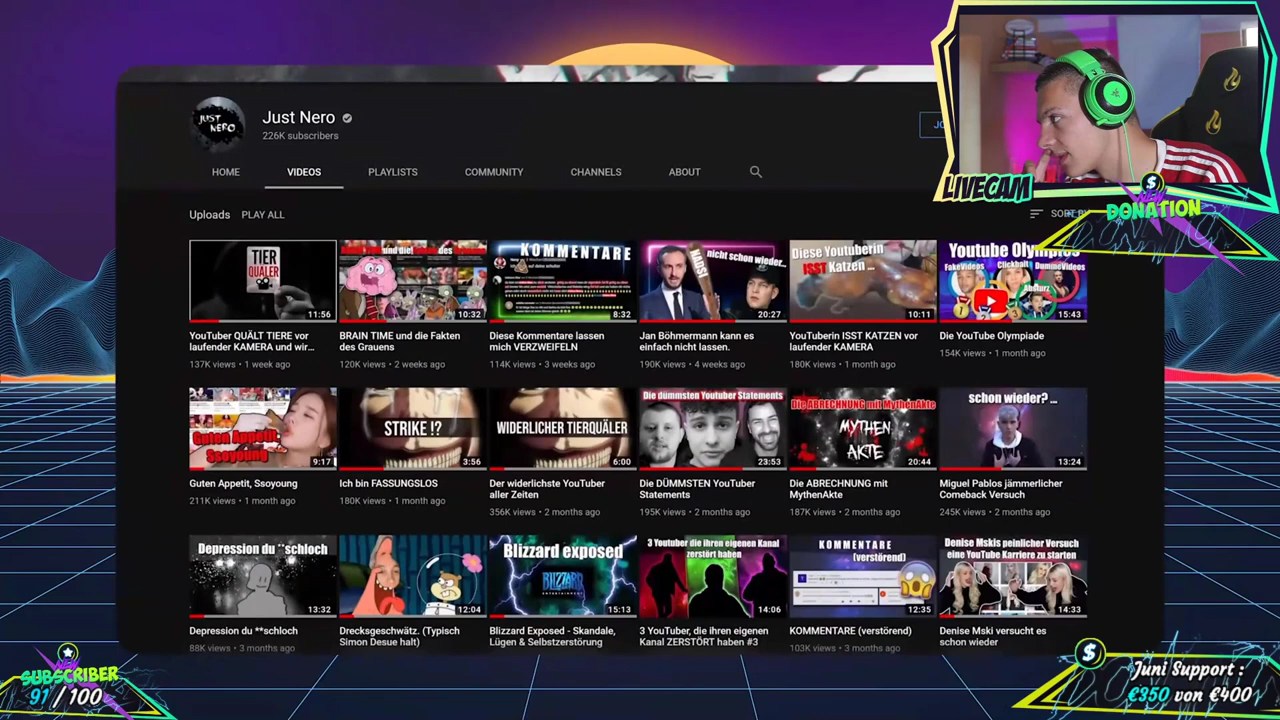 Just Nero
226K subscribers
JUST
NERO
HOME
VIDEOS
PLAYLISTS
COMMUNITY
CHANNELS
ABOUT
LIVECAM
NEW
DONATION
Uploads
PLAY ALL
SORT BY
TIER
QUÄLER
11:56
10:32
KOMMENTARE
8:32
nicht schon wieder...
20:27
Diese Youtuberin
ISST Katzen ...
10:11
Youtube Olympics
FakeVideos
Clickbait
DummeVideos
Absturz
15:43
YouTuber QUÄLT TIERE vor
laufender KAMERA und wir...
137K views • 1 week ago
BRAIN TIME und die Fakten
des Grauens
120K views • 2 weeks ago
Diese Kommentare lassen
mich VERZWEIFELN
114K views • 3 weeks ago
Jan Böhmermann kann es
einfach nicht lassen.
190K views • 4 weeks ago
YouTuberin ISST KATZEN vor
laufender KAMERA
180K views • 1 month ago
Die YouTube Olympiade
154K views • 1 month ago
Guten Appetit,
Ssoyoung
9:17
STRIKE !?
3:56
WIDERLICHER TIERQUÄLER
6:00
Die dümmsten Youtuber Statements
23:53
Die ABRECHNUNG mit MythenAkte
MYTHEN
AKTE
20:44
schon wieder? ...
13:24
Guten Appetit, Ssoyoung
211K views • 1 month ago
Ich bin FASSUNGSLOS
180K views • 1 month ago
Der widerlichste YouTuber
aller Zeiten
356K views • 2 months ago
Die DÜMMSTEN YouTuber
Statements
195K views • 2 months ago
Die ABRECHNUNG mit
MythenAkte
187K views • 2 months ago
Miguel Pablos jämmerlicher
Comeback Versuch
245K views • 2 months ago
Depression du **schloch
13:32
12:04
Blizzard exposed
BLIZZARD
ENTERTAINMENT
15:13
3 Youtuber die ihren eigenen
Kanal zerstört haben
14:06
KOMMENTARE
(verstörend)
12:35
Denise Mskis peinlicher Versuch
eine YouTube Karriere zu starten
14:33
Depression du **schloch
88K views • 3 months ago
Drecksgeschwätz. (Typisch
Simon Desue halt)
Blizzard Exposed - Skandale,
Lügen & Selbstzerstörung
3 YouTuber, die ihren eigenen
Kanal ZERSTÖRT haben #3
KOMMENTARE (verstörend)
103K views • 3 months ago
Denise Mski versucht es
schon wieder
NEW
SUBSCRIBER
91 / 100
Juni Support :
€350 von €400